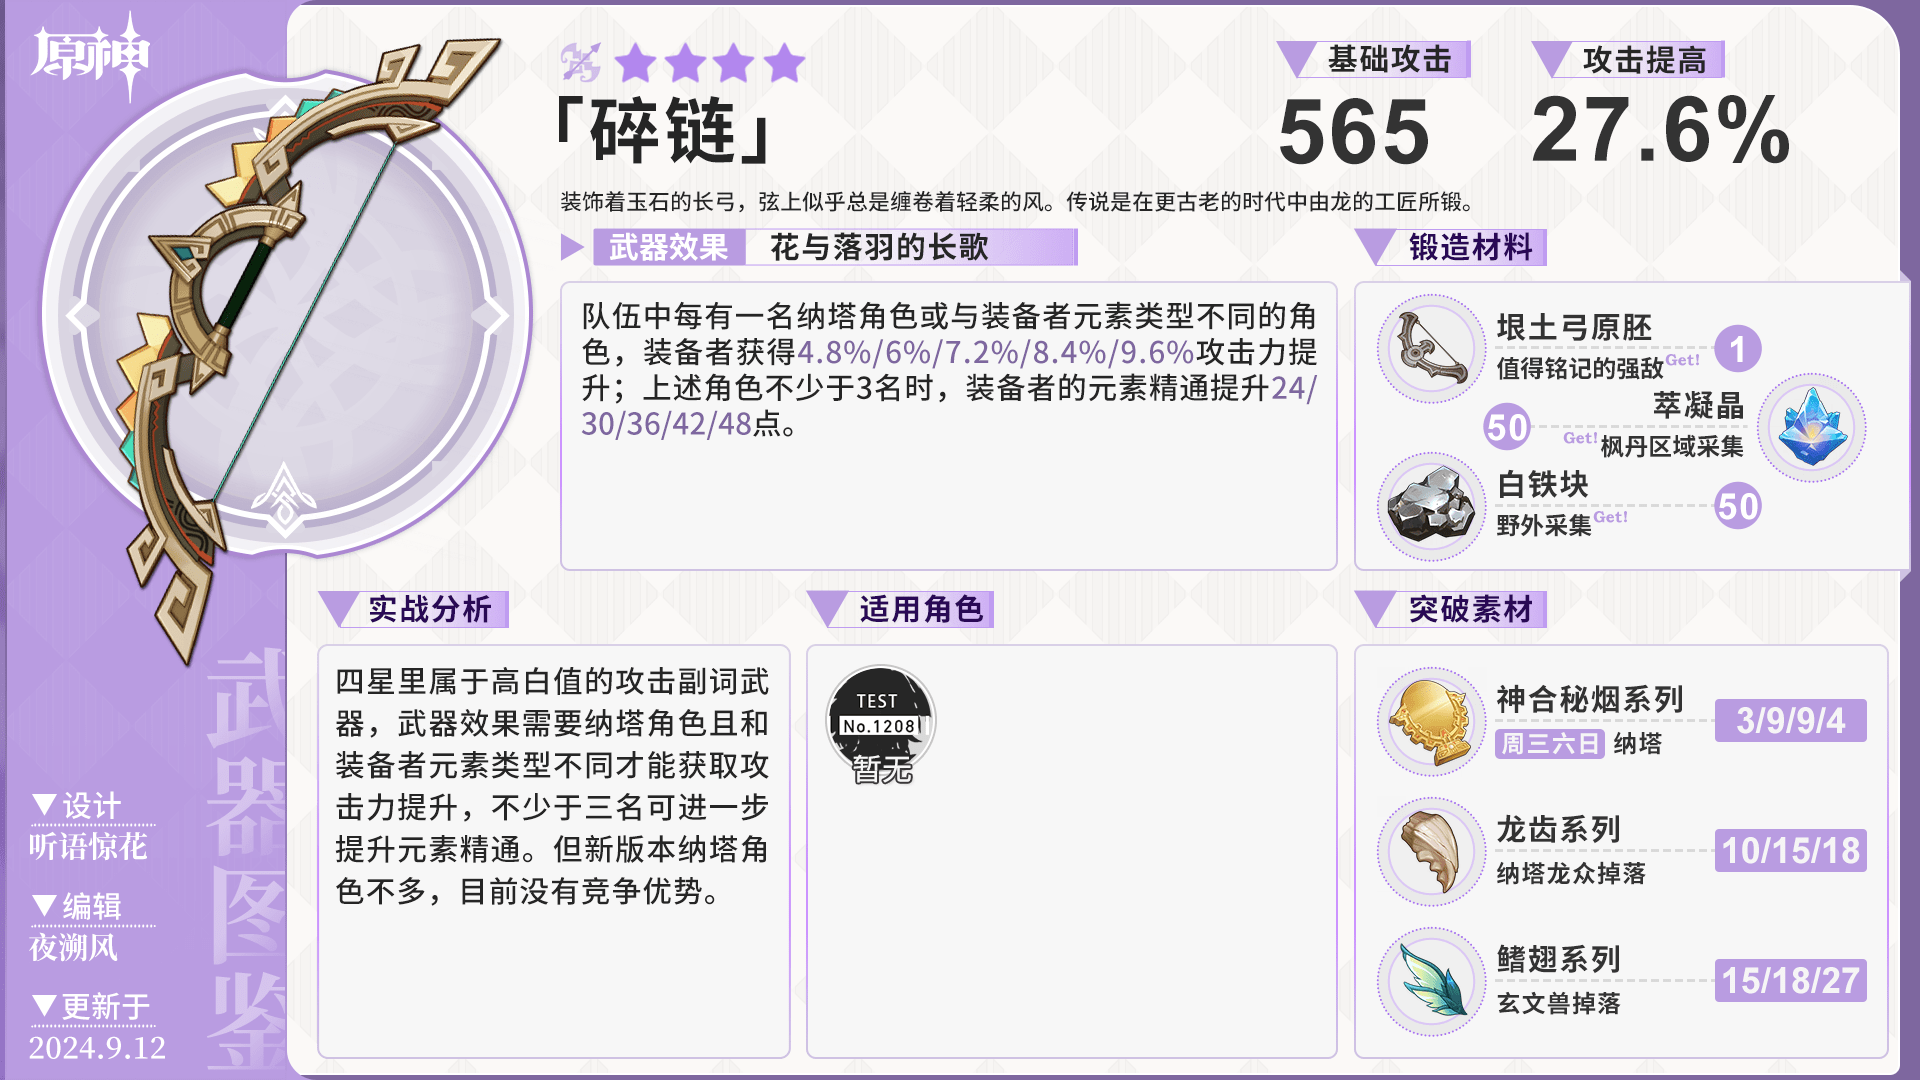 原神
「碎链」
基础攻击
565
攻击提高
27.6%
装饰着玉石的长弓，弦上似乎总是缠卷着轻柔的风。传说是在更古老的时代中由龙的工匠所锻。
武器效果 花与落羽的长歌
队伍中每有一名纳塔角色或与装备者元素类型不同的角
色，装备者获得4.8%/6%/7.2%/8.4%/9.6%攻击力提
升；上述角色不少于3名时，装备者的元素精通提升24/
30/36/42/48点。
锻造材料
垠土弓原胚
1
值得铭记的强敌Get!
萃凝晶
50
Get!枫丹区域采集
白铁块
50
野外采集Get!
实战分析
四星里属于高白值的攻击副词武
器，武器效果需要纳塔角色且和
装备者元素类型不同才能获取攻
击力提升，不少于三名可进一步
提升元素精通。但新版本纳塔角
色不多，目前没有竞争优势。
适用角色
TEST
No.1208
暂无
突破素材
神合秘烟系列
3/9/9/4
周三六日 纳塔
龙齿系列
10/15/18
纳塔龙众掉落
鳍翅系列
15/18/27
玄文兽掉落
武器图鉴
▼设计
听语惊花
▼编辑
夜溯风
▼更新于
2024.9.12